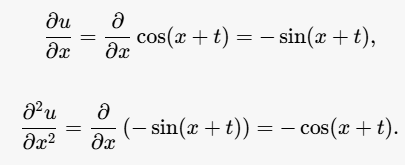 ∂u/∂x = ∂/∂x cos(x + t) = − sin(x + t),
∂²u/∂x² = ∂/∂x (− sin(x + t)) = − cos(x + t).